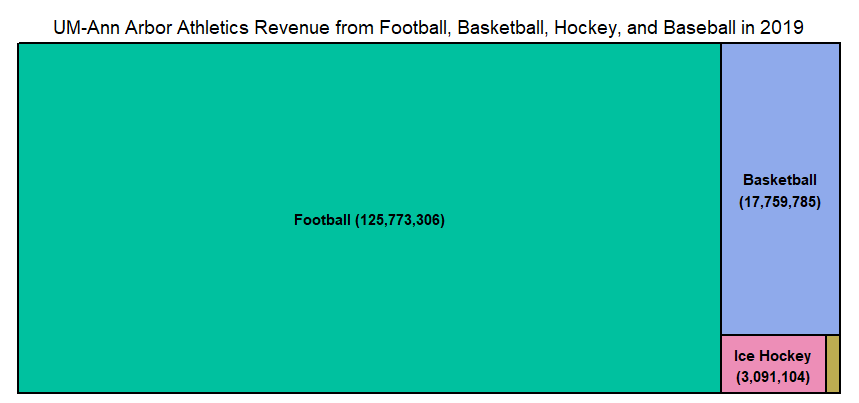 UM-Ann Arbor Athletics Revenue from Football, Basketball, Hockey, and Baseball in 2019
Football (125,773,306)
Basketball
(17,759,785)
Ice Hockey
(3,091,104)